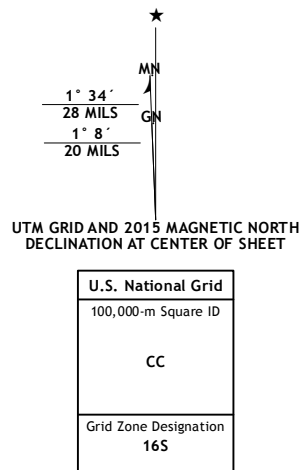 ★
MN
1° 34´
28 MILS
GN
1° 8´
20 MILS
UTM GRID AND 2015 MAGNETIC NORTH
DECLINATION AT CENTER OF SHEET
U.S. National Grid
100,000-m Square ID
CC
Grid Zone Designation
16S